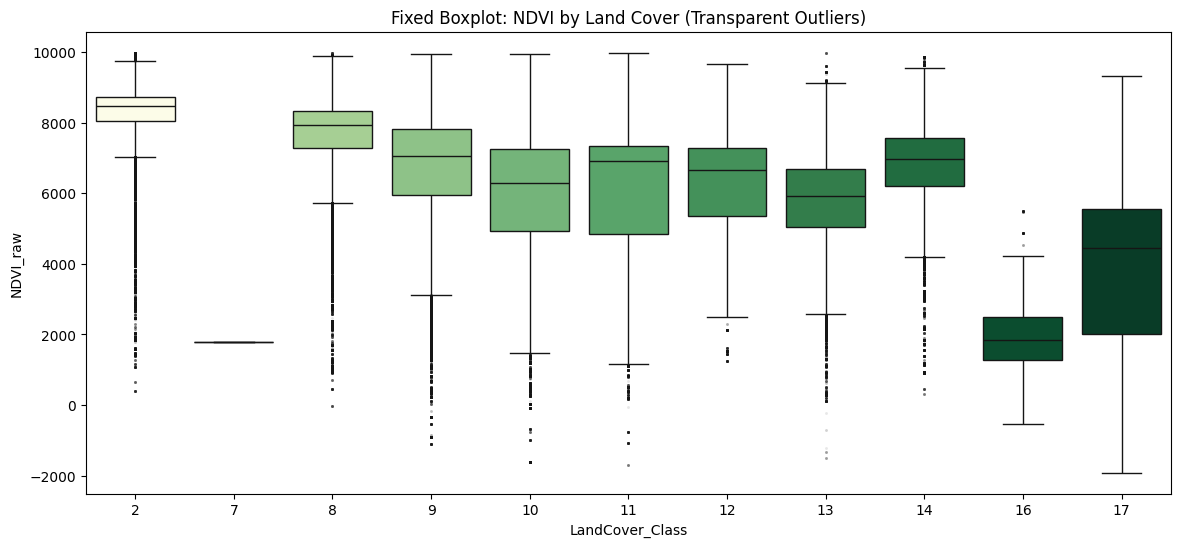 Fixed Boxplot: NDVI by Land Cover (Transparent Outliers)
NDVI_raw
10000
8000
6000
4000
2000
0
−2000
2 7 8 9 10 11 12 13 14 16 17
LandCover_Class